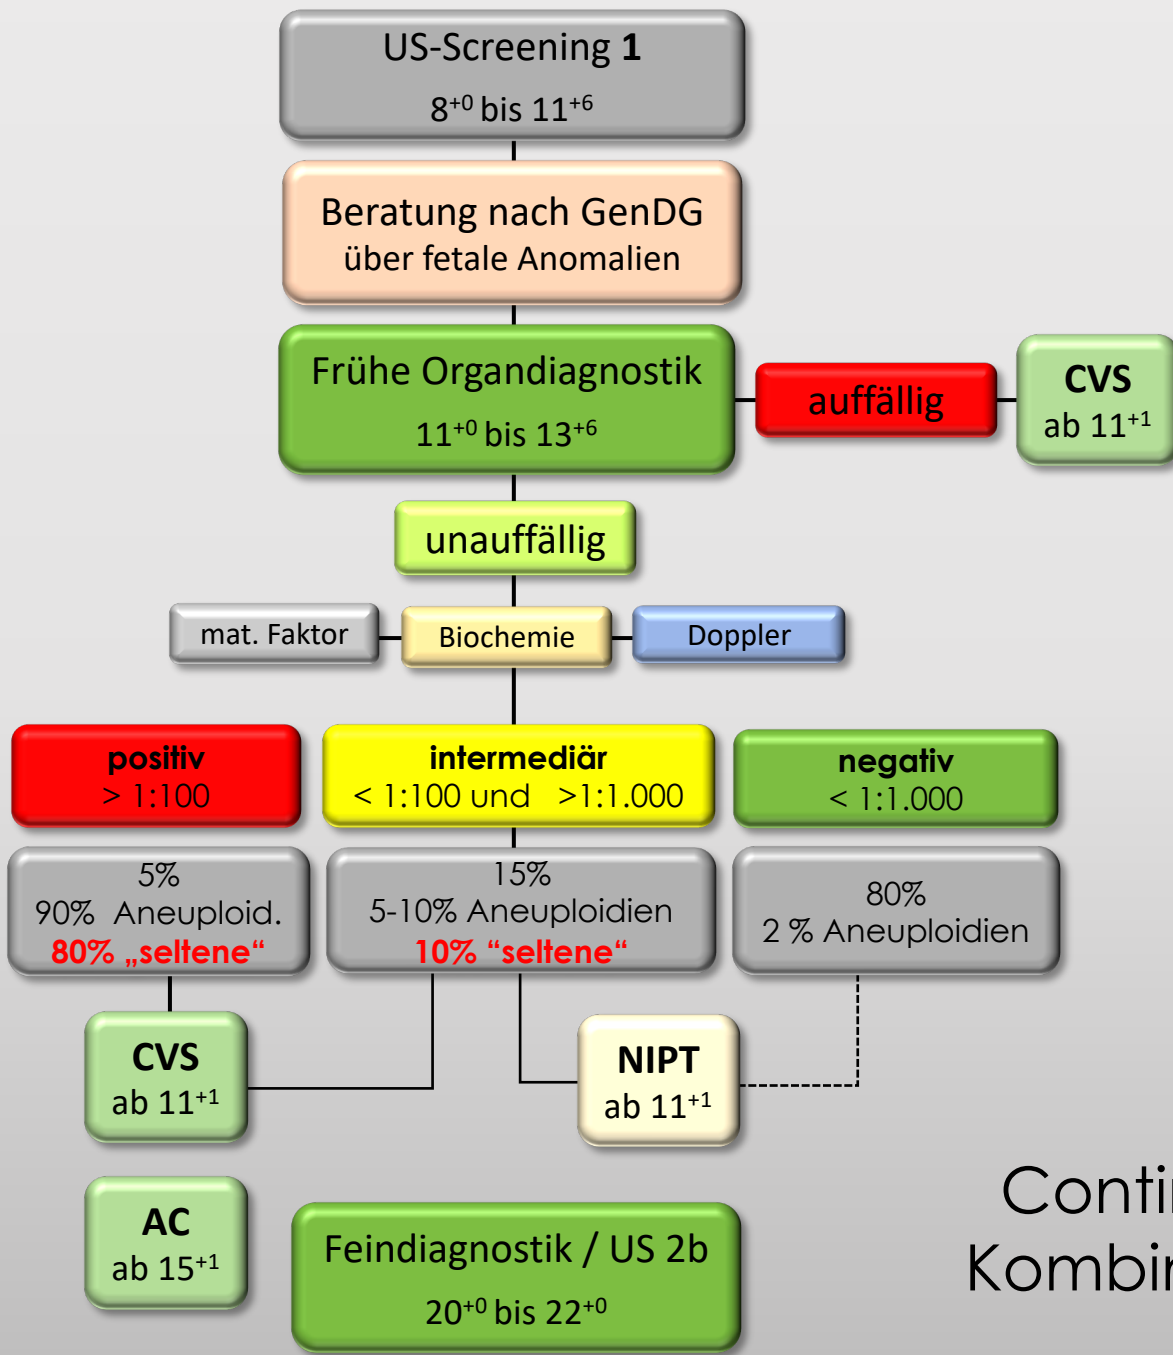 US-Screening 1
8⁺⁰ bis 11⁺⁶
Beratung nach GenDG
über fetale Anomalien
Frühe Organdiagnostik
11⁺⁰ bis 13⁺⁶
auffällig
CVS
ab 11⁺¹
unauffällig
mat. Faktor
Biochemie
Doppler
positiv
> 1:100
intermediär
< 1:100 und >1:1.000
negativ
< 1:1.000
5%
90% Aneuploid.
80% „seltene“
15%
5-10% Aneuploidien
10% “seltene“
80%
2 % Aneuploidien
CVS
ab 11⁺¹
NIPT
ab 11⁺¹
AC
ab 15⁺¹
Feindiagnostik / US 2b
20⁺⁰ bis 22⁺⁰